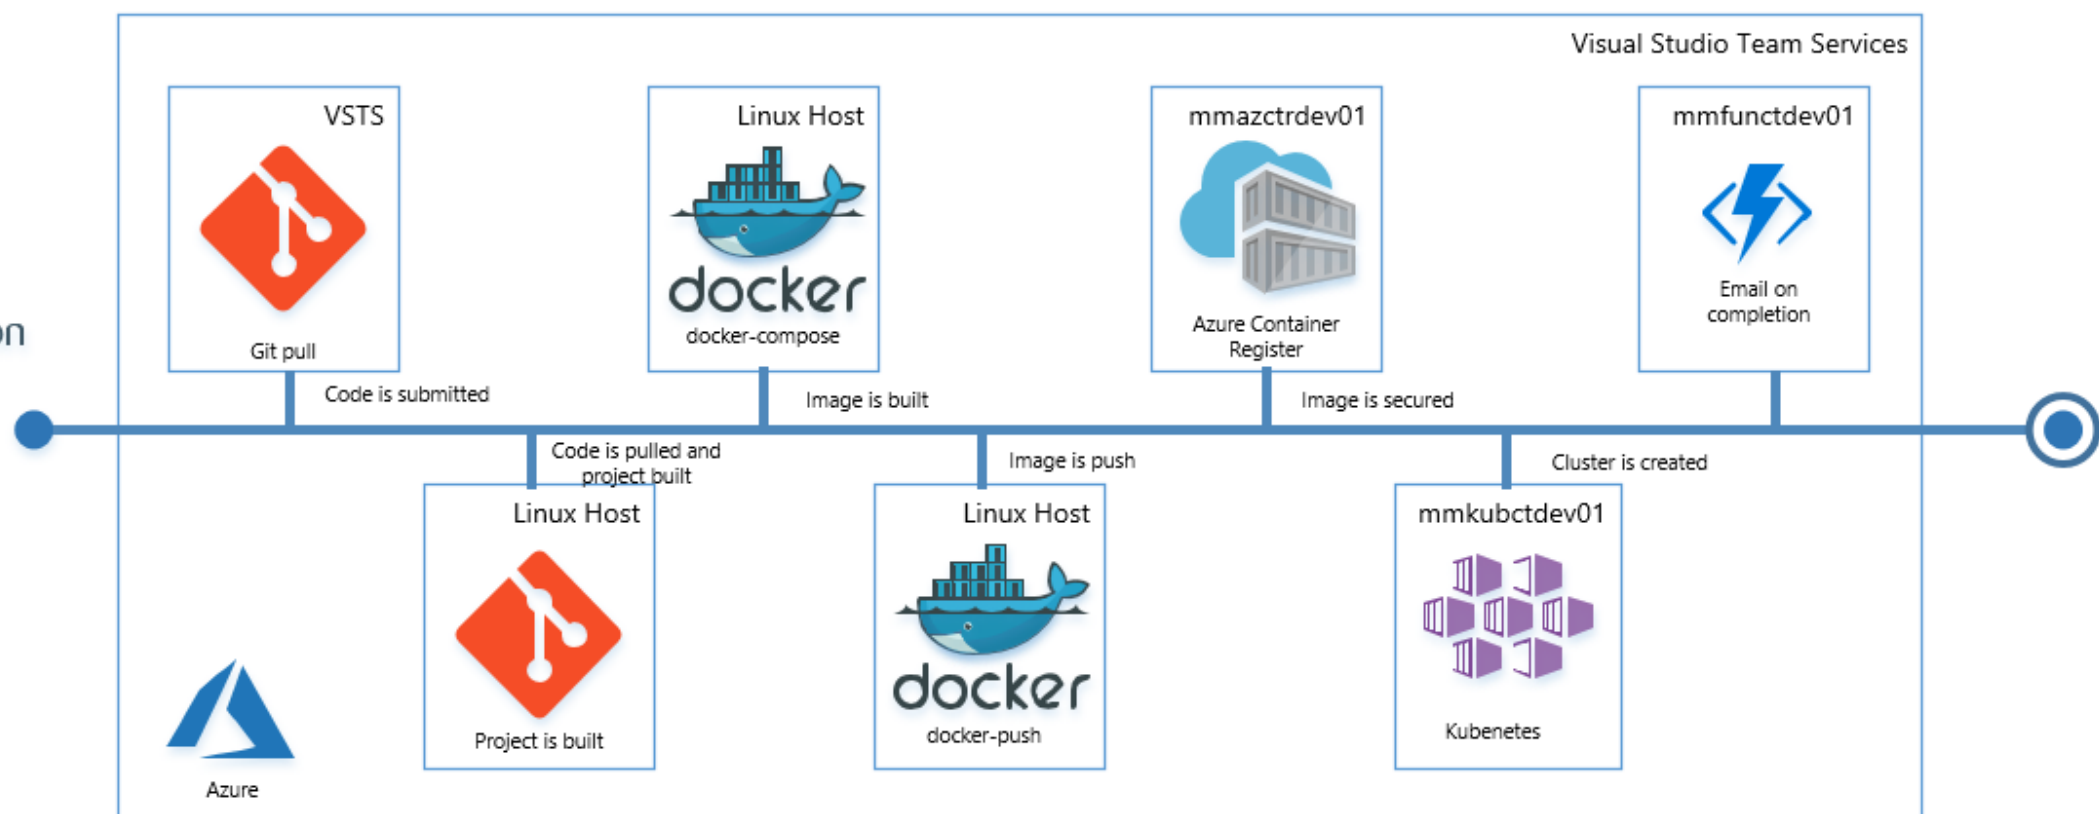 Visual Studio Team Services
VSTS
Git pull
Code is submitted
Linux Host
docker
docker-compose
Image is built
mmazctrdev01
Azure Container
Register
Image is secured
mmfunctdev01
Email on
completion
on
Code is pulled and
project built
Linux Host
Project is built
Image is push
Linux Host
docker
docker-push
Cluster is created
mmkubctdev01
Kubenetes
Azure